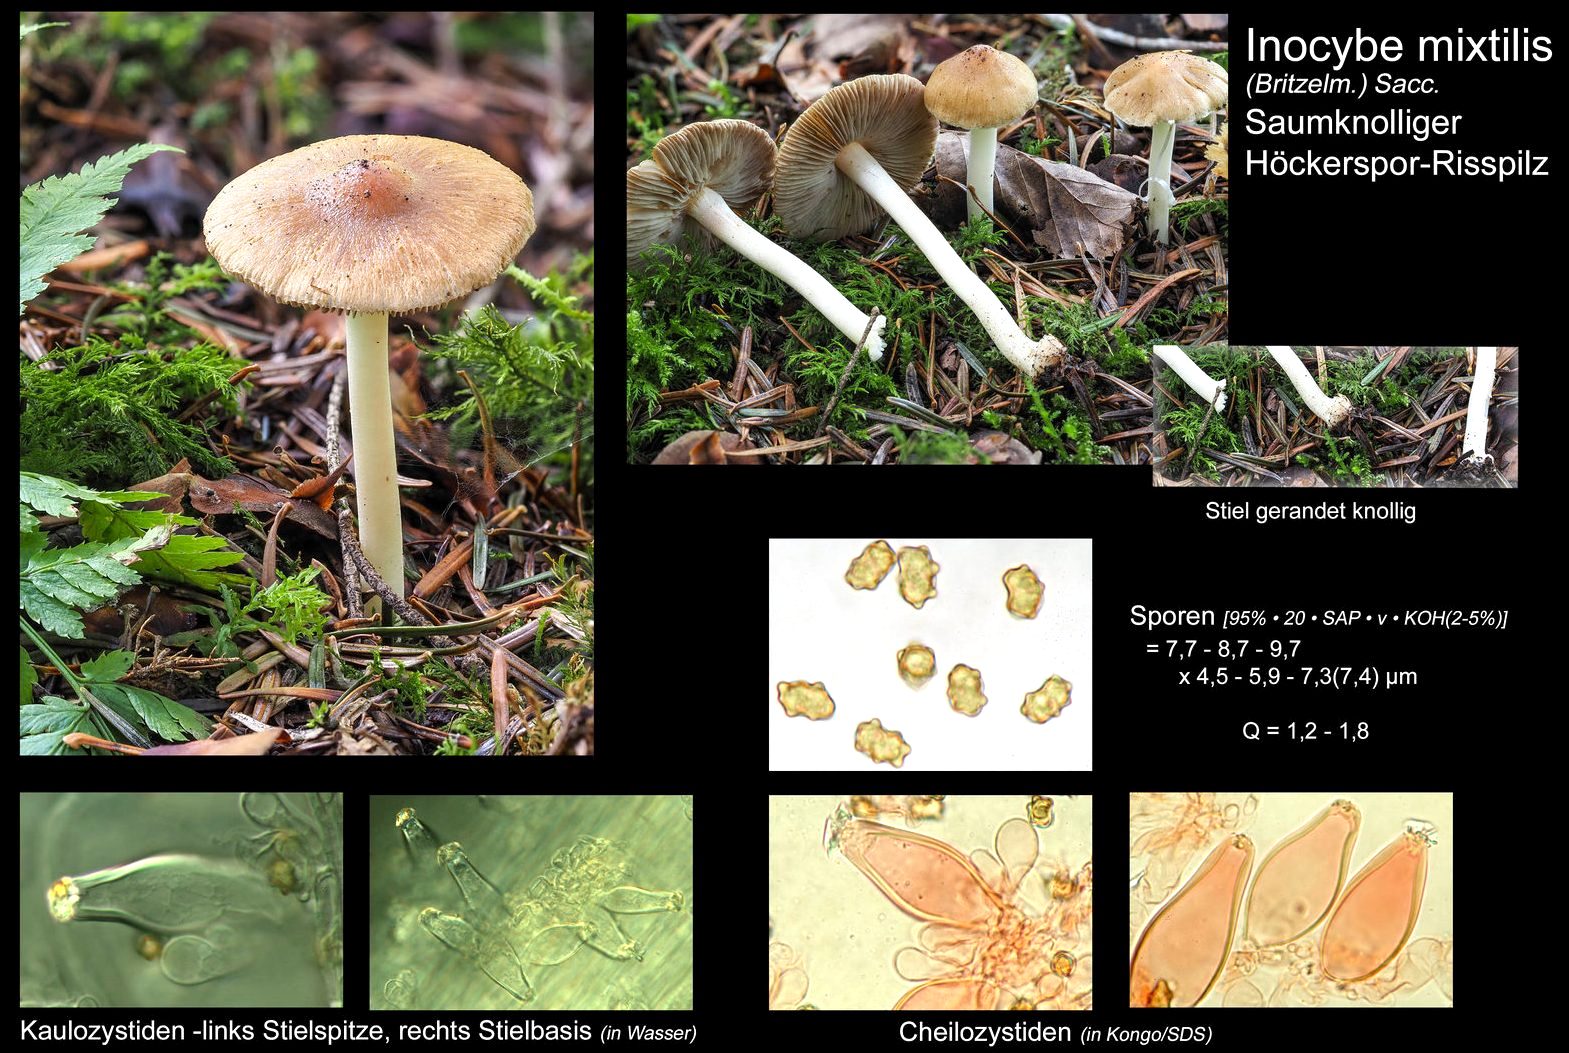 Inocybe mixtilis
(Britzelm.) Sacc.
Saumknolliger
Höckerspor-Risspilz
Stiel gerandet knollig
Sporen [95% • 20 • SAP • v • KOH(2-5%)]
= 7,7 - 8,7 - 9,7
x 4,5 - 5,9 - 7,3(7,4) µm
Q = 1,2 - 1,8
Kaulozystiden -links Stielspitze, rechts Stielbasis (in Wasser)
Cheilozystiden (in Kongo/SDS)